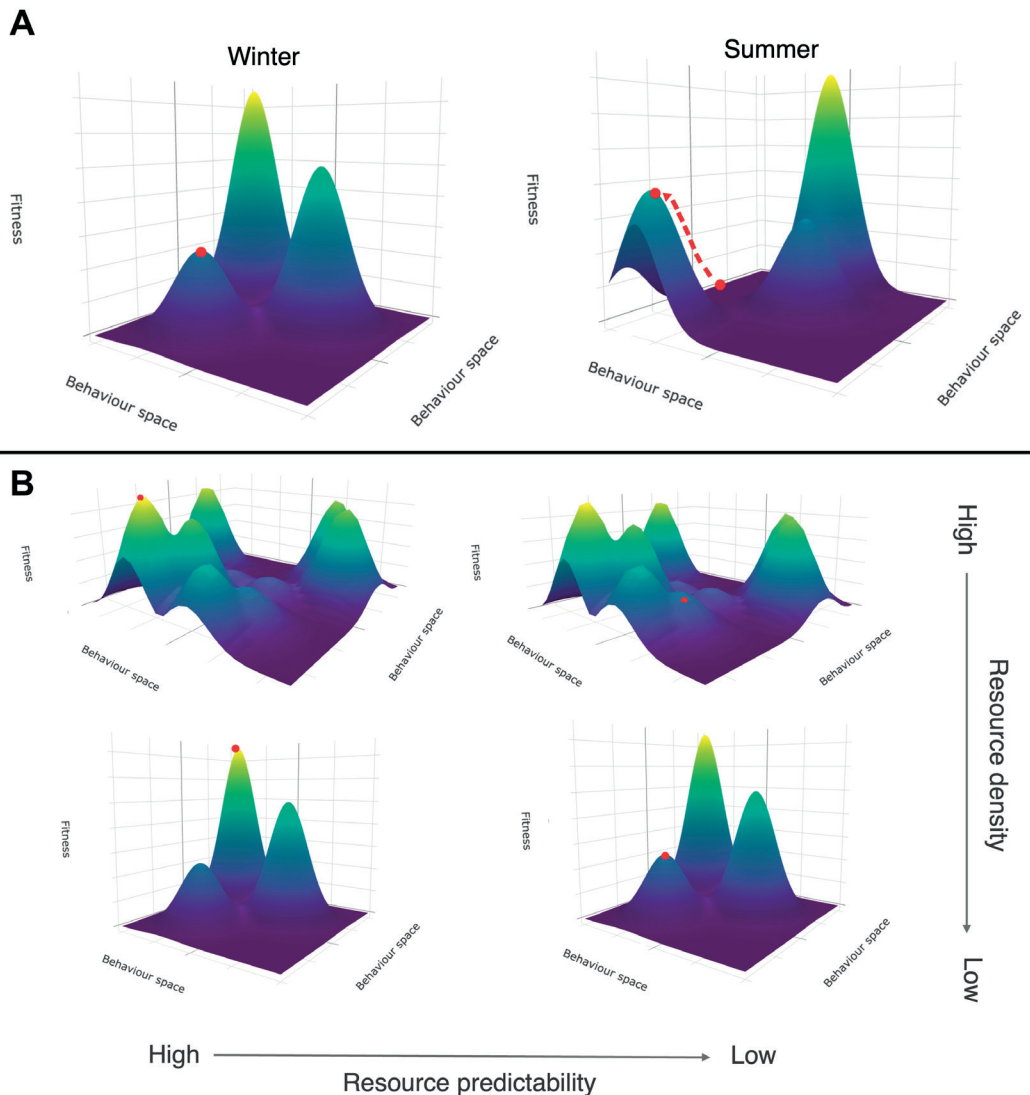 A
Winter
Summer
Fitness
Behaviour space
Behaviour space
Fitness
Behaviour space
Behaviour space
B
Fitness
Behaviour space
Behaviour space
Fitness
Behaviour space
Behaviour space
Fitness
Behaviour space
Behaviour space
Fitness
Behaviour space
Behaviour space
High
Resource density
Low
High
Low
Resource predictability